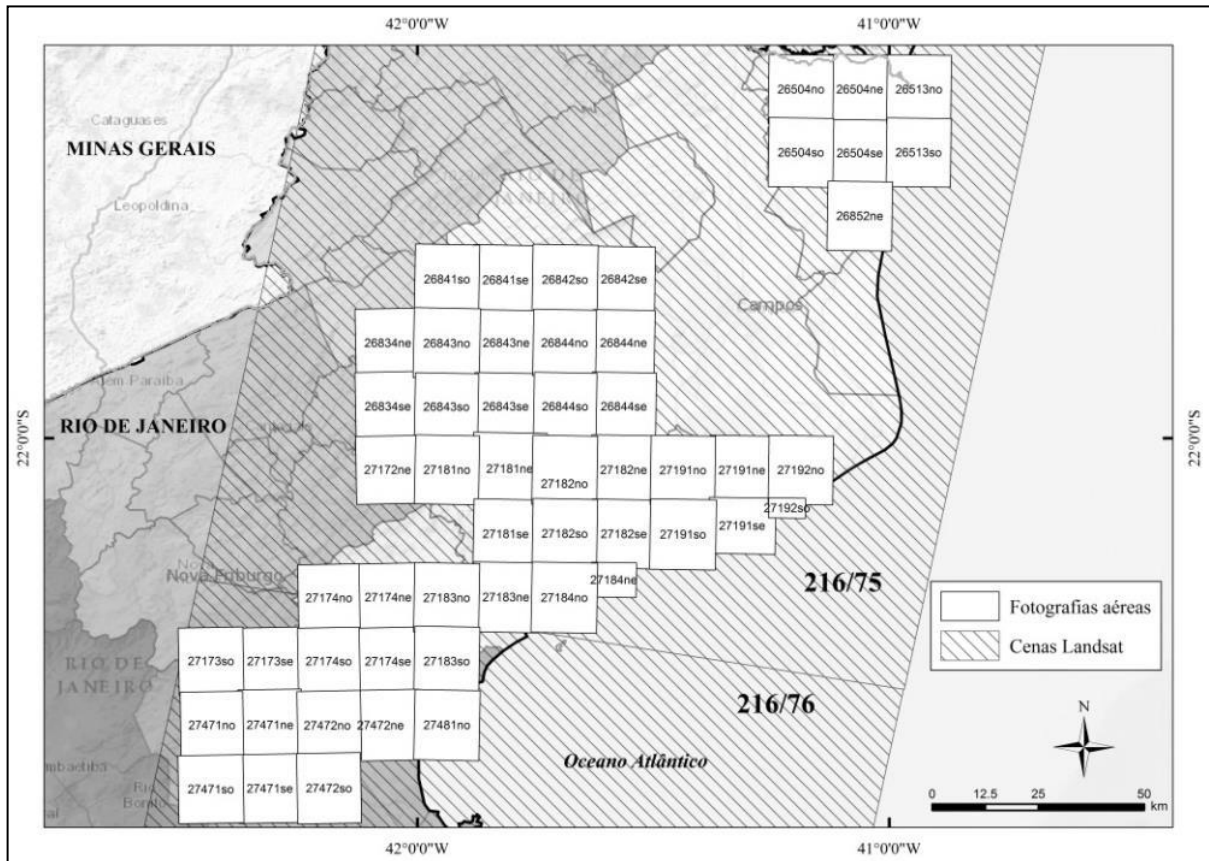 42°0'0"W 41°0'0"W
26504no 26504ne 26513no
Cataguases
MINAS GERAIS
26504so 26504se 26513so
Leopoldina
26852ne
26841so 26841se 26842so 26842se
Campos
26834ne 26843no 26843ne 26844no 26844ne
Além Paraíba
26834se 26843so 26843se 26844so 26844se
RIO DE JANEIRO
22°0'0"S 22°0'0"S
27172ne 27181no 27181ne 27182no 27182ne 27191no 27191ne 27192no
27192so
27181se 27182so 27182se 27191so 27191se
Nova Friburgo
27184ne
216/75
27174no 27174ne 27183no 27183ne 27184no
Fotografias aéreas
Cenas Landsat
RIO DE
JANEIRO
27173so 27173se 27174so 27174se 27183so
216/76
27471no 27471ne 27472no 27472ne 27481no
N
Oceano Atlântico
Rio
Bonito
27471so 27471se 27472so
0 12.5 25 50
km
42°0'0"W 41°0'0"W